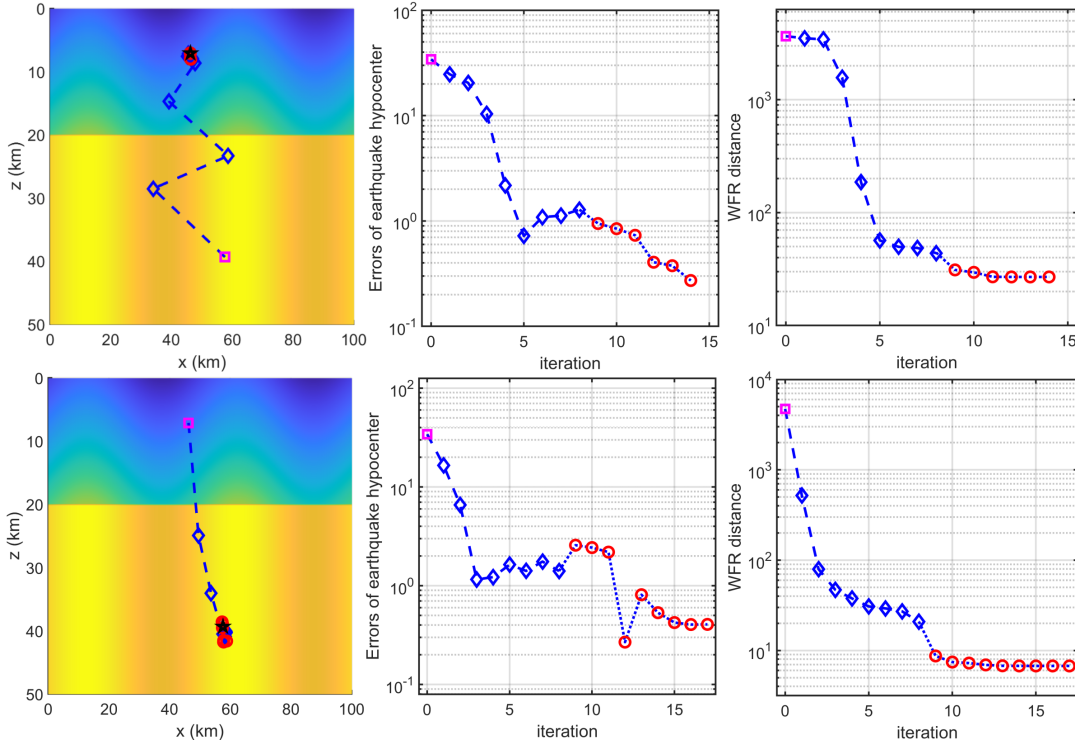 0
10
20
30
40
50
z (km)
0 20 40 60 80 100
x (km)
10^2
10^1
10^0
10^-1
Errors of earthquake hypocenter
0 5 10 15
iteration
10^3
10^2
10^1
WFR distance
0 5 10 15
iteration
0
10
20
30
40
50
z (km)
0 20 40 60 80 100
x (km)
10^2
10^1
10^0
10^-1
Errors of earthquake hypocenter
0 5 10 15
iteration
10^4
10^3
10^2
10^1
WFR distance
0 5 10 15
iteration